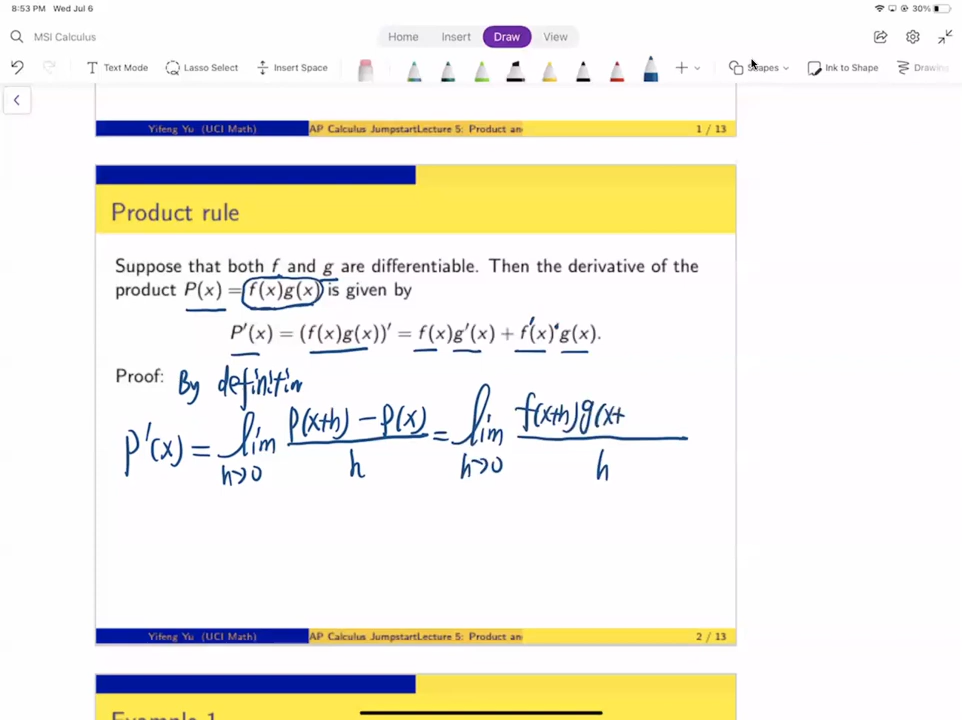 8:53 PM Wed Jul 6
30%
MSI Calculus
Home Insert Draw View
Text Mode Lasso Select Insert Space Shapes Ink to Shape Drawing
Yifeng Yu (UCI Math) AP Calculus JumpstartLecture 5: Product an 1 / 13
Product rule
Suppose that both f and g are differentiable. Then the derivative of the
product P(x) = f(x)g(x) is given by
P′(x) = (f(x)g(x))′ = f(x)g′(x) + f′(x)·g(x).
Proof: By definition
P'(x) = lim h→0 P(x+h) − P(x) / h = lim h→0 f(x+h)g(x+ / h
Yifeng Yu (UCI Math) AP Calculus JumpstartLecture 5: Product an 2 / 13
Example 1